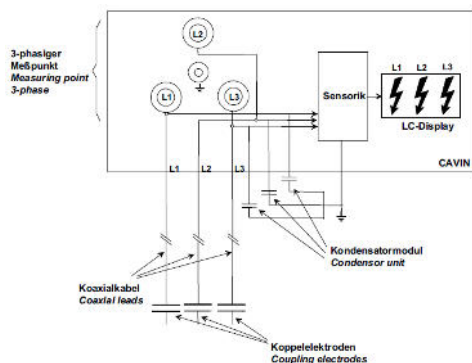 3-phasiger
Meßpunkt
Measuring point
3-phase
L2
L1
L3
Sensorik
L1 L2 L3
LC-Display
CAVIN
L1 L2 L3
Kondensatormodul
Condensor unit
Koaxialkabel
Coaxial leads
Koppelelektroden
Coupling electrodes